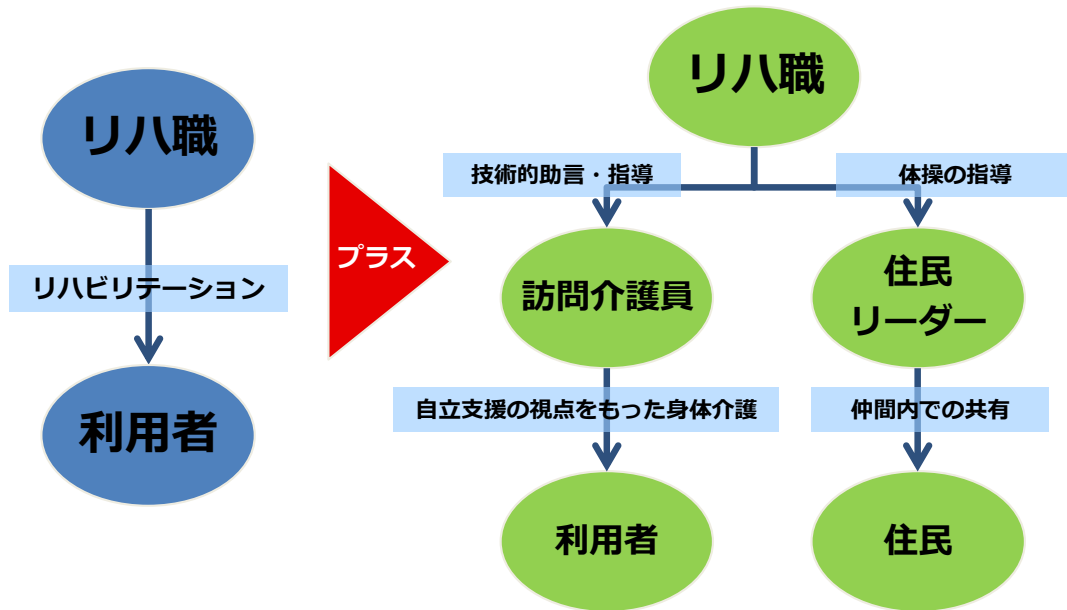 リハ職
リハビリテーション
利用者
プラス
リハ職
技術的助言・指導
体操の指導
訪問介護員
住民
リーダー
自立支援の視点をもった身体介護
仲間内での共有
利用者
住民